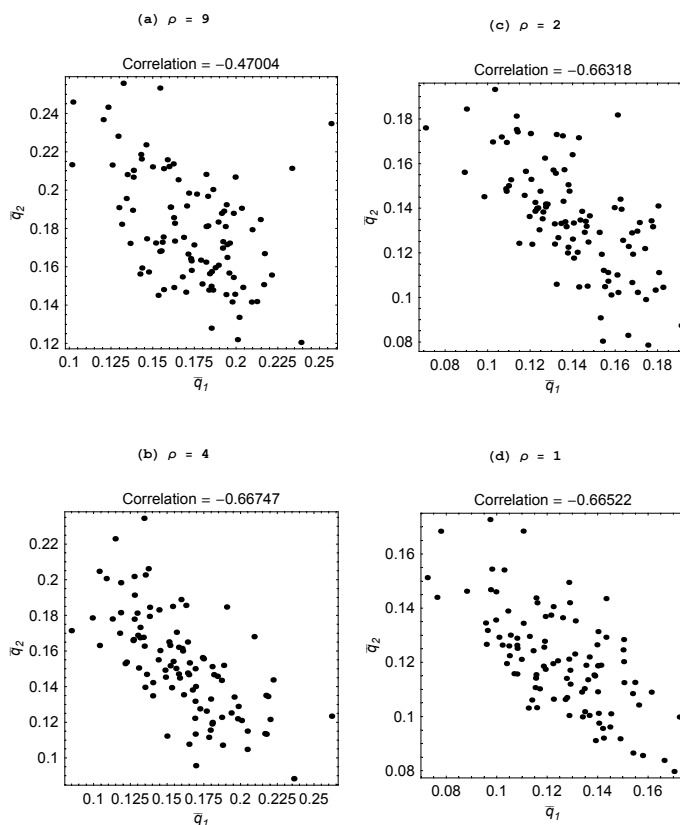 (a) ρ = 9
Correlation = −0.47004
0.24
0.22
0.2
0.18
0.16
0.14
0.12
q̅2
0.1 0.125 0.15 0.175 0.2 0.225 0.25
q̅1
(c) ρ = 2
Correlation = −0.66318
0.18
0.16
0.14
0.12
0.1
0.08
q̅2
0.08 0.1 0.12 0.14 0.16 0.18
q̅1
(b) ρ = 4
Correlation = −0.66747
0.22
0.2
0.18
0.16
0.14
0.12
0.1
q̅2
0.1 0.125 0.15 0.175 0.2 0.225 0.25
q̅1
(d) ρ = 1
Correlation = −0.66522
0.16
0.14
0.12
0.1
0.08
q̅2
0.08 0.1 0.12 0.14 0.16
q̅1